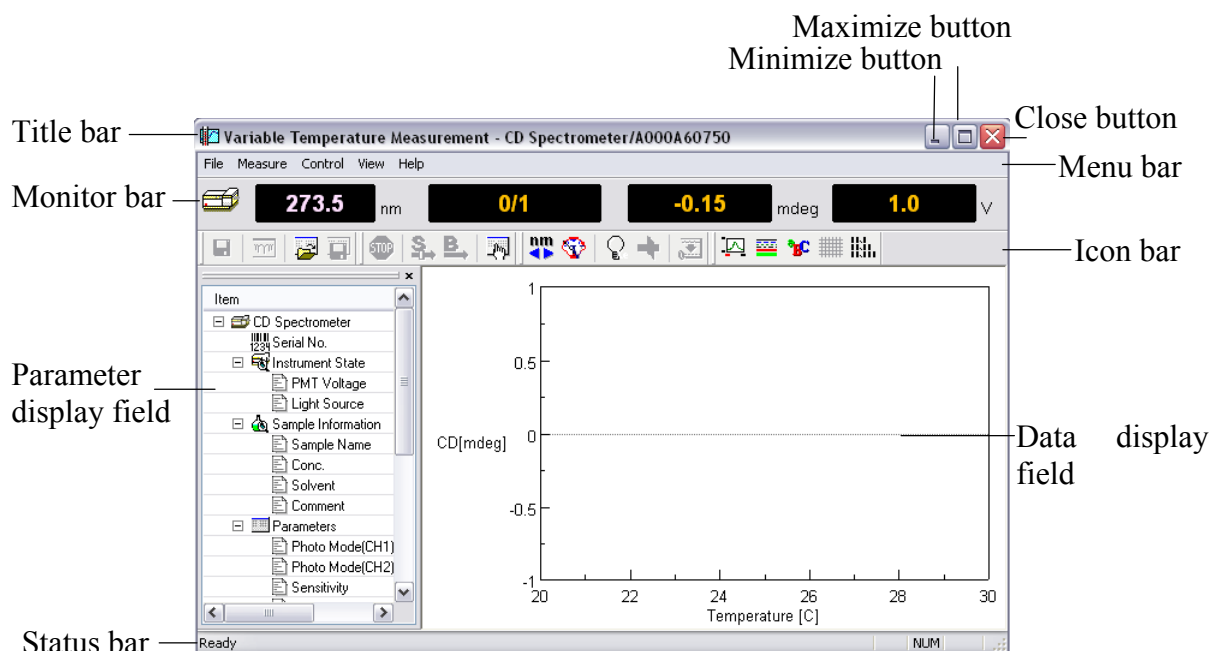 Maximize button
Minimize button
Title bar
Variable Temperature Measurement - CD Spectrometer/A000A60750
Close button
File Measure Control View Help
Menu bar
Monitor bar
273.5 nm 0/1 -0.15 mdeg 1.0 V
STOP S B nm B C
Icon bar
Item
CD Spectrometer
1234 Serial No.
Instrument State
PMT Voltage
Light Source
Sample Information
Sample Name
Conc.
Solvent
Comment
Parameters
Photo Mode(CH1)
Photo Mode(CH2)
Sensitivity
Parameter
display field
1
0.5
0
-0.5
-1
CD[mdeg]
20 22 24 26 28 30
Temperature [C]
Data display
field
Status bar
Ready NUM